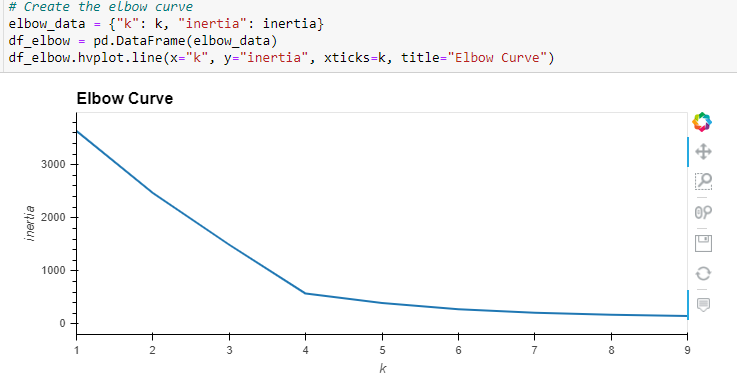 # Create the elbow curve
elbow_data = {"k": k, "inertia": inertia}
df_elbow = pd.DataFrame(elbow_data)
df_elbow.hvplot.line(x="k", y="inertia", xticks=k, title="Elbow Curve")
Elbow Curve
3000
2000
1000
0
inertia
1 2 3 4 5 6 7 8 9
k